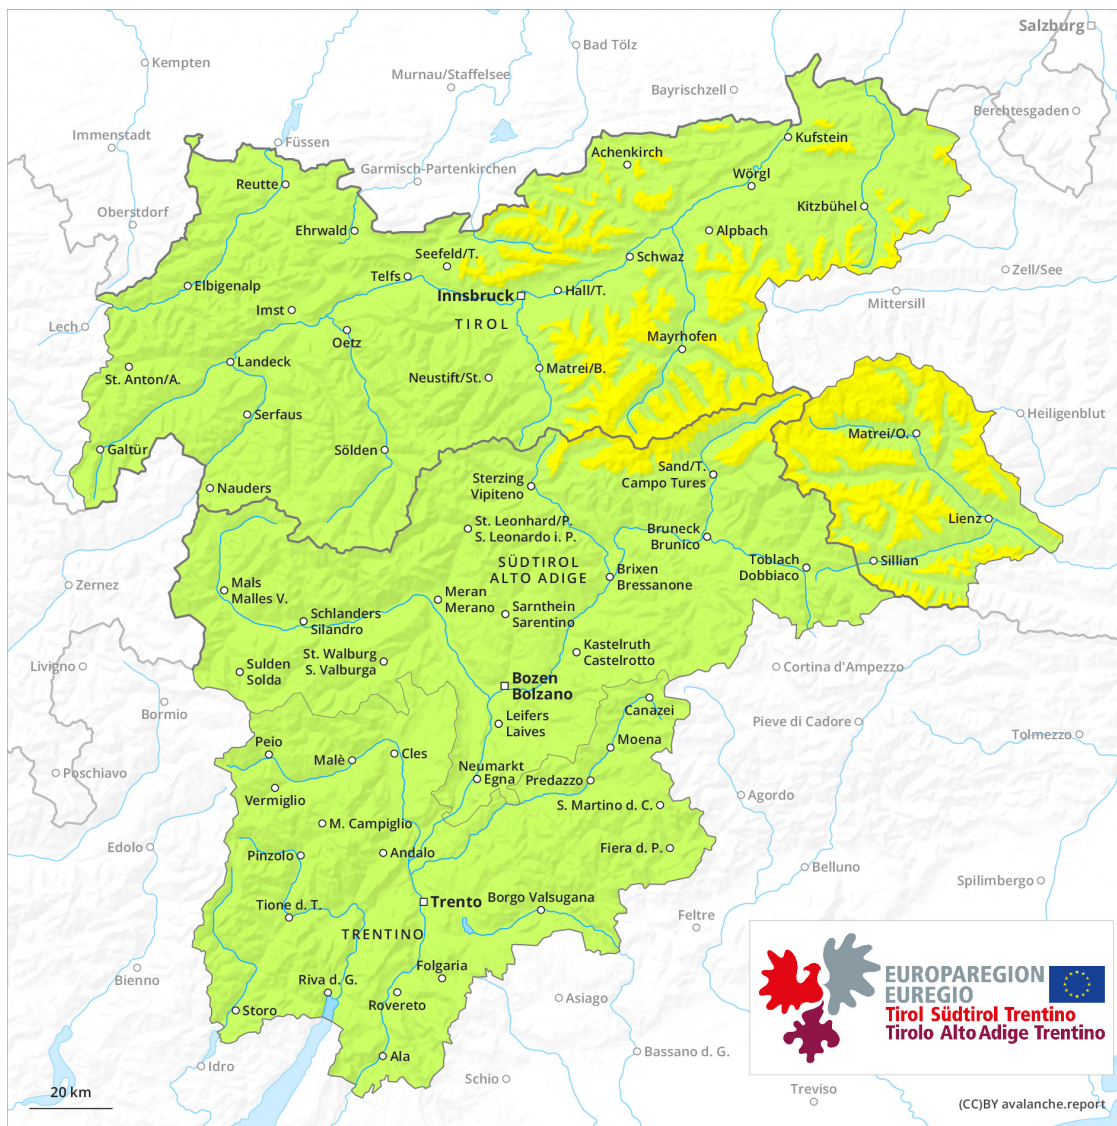 Salzburg
Bad Tölz
Kempten
Murnau/Staffelsee
Bayrischzell
Berchtesgaden
Immenstadt
Füssen
Kufstein
Achenkirch
Garmisch-Partenkirchen
Wörgl
Reutte
Kitzbühel
Oberstdorf
Ehrwald
Alpbach
Seefeld/T.
Schwaz
Telfs
Zell/See
Elbigenalp
Hall/T.
Innsbruck
Mittersill
Imst
TIROL
Lech
Oetz
Mayrhofen
Landeck
Matrei/B.
St. Anton/A.
Neustift/St.
Serfaus
Heiligenblut
Matrei/O.
Galtür
Sölden
Sand/T.
Campo Tures
Sterzing
Vipiteno
Nauders
Lienz
St. Leonhard/P.
S. Leonardo i. P.
Bruneck
Brunico
SÜDTIROL
ALTO ADIGE
Toblach
Dobbiaco
Sillian
Brixen
Bressanone
Zernez
Mals
Malles V.
Meran
Merano
Schlanders
Silandro
Sarnthein
Sarentino
Kastelruth
Castelrotto
St. Walburg
S. Valburga
Livigno
Sulden
Solda
Cortina d'Ampezzo
Bozen
Bolzano
Canazei
Bormio
Leifers
Laives
Pieve di Cadore
Tolmezzo
Peio
Moena
Cles
Malè
Poschiavo
Neumarkt
Egna
Predazzo
Vermiglio
Agordo
S. Martino d. C.
M. Campiglio
Edolo
Fiera d. P.
Pinzolo
Andalo
Belluno
Spilimbergo
Trento
Borgo Valsugana
Tione d. T.
Feltre
TRENTINO
Folgaria
Bienno
Riva d. G.
Rovereto
Asiago
Storo
EUROPAREGION
EUREGIO
Tirol Südtirol Trentino
Tirolo Alto Adige Trentino
Ala
Bassano d. G.
Idro
Schio
Treviso
20 km
(CC)BY avalanche.report